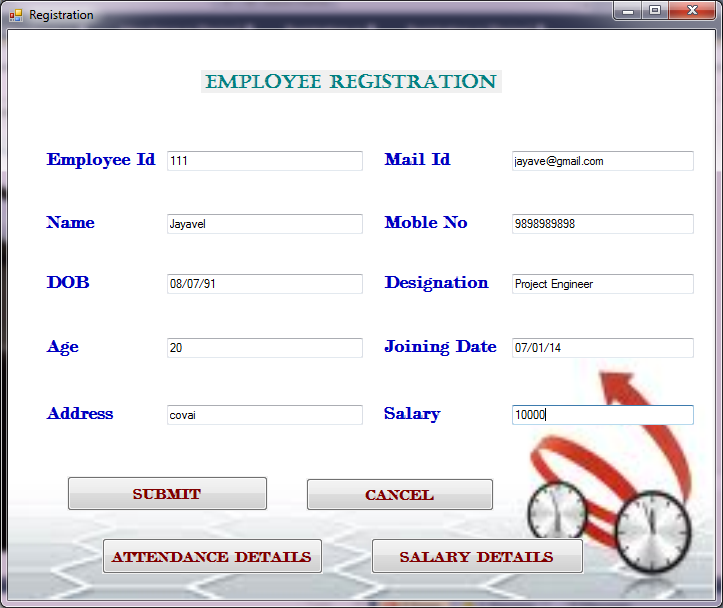 Registration
EMPLOYEE REGISTRATION
Employee Id 111 Mail Id jayave@gmail.com
Name Jayavel Moble No 9898989898
DOB 08/07/91 Designation Project Engineer
Age 20 Joining Date 07/01/14
Address covai Salary 10000
SUBMIT CANCEL
ATTENDANCE DETAILS SALARY DETAILS